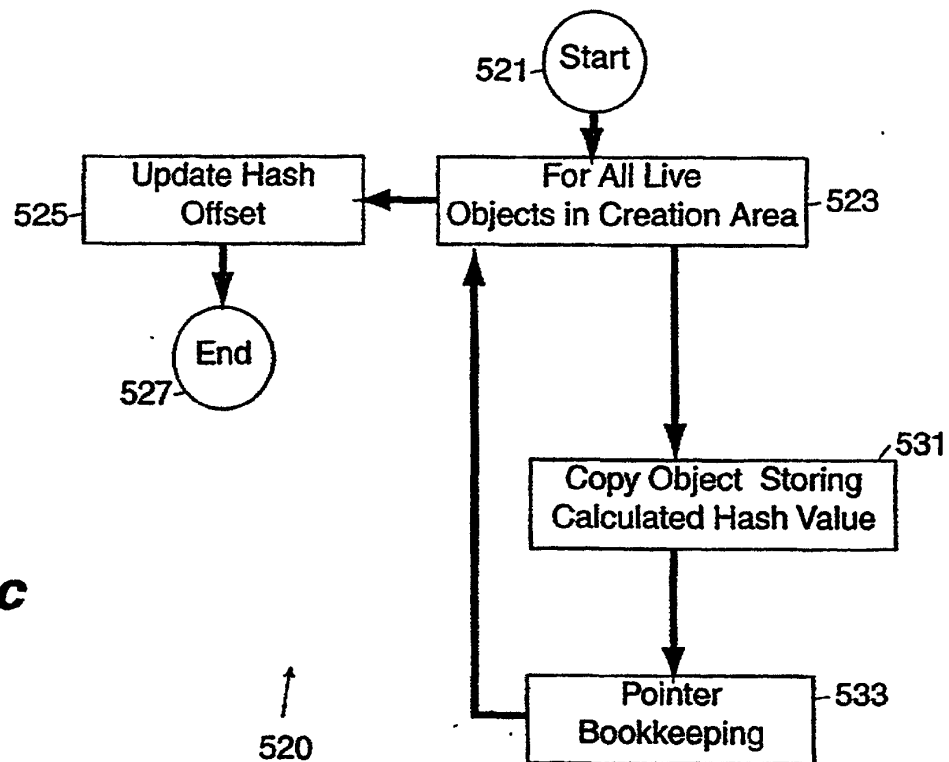 Start
521
Update Hash
Offset
525
For All Live
Objects in Creation Area
523
End
527
531
Copy Object Storing
Calculated Hash Value
c
Pointer
Bookkeeping
533
520